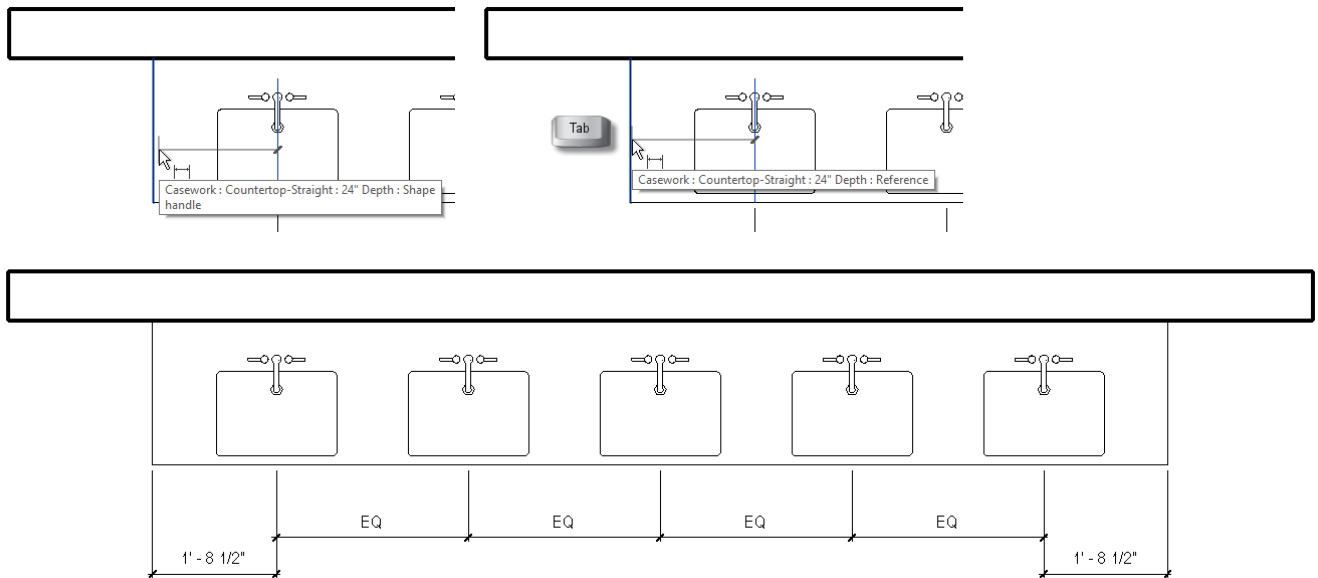 Tab
Casework : Countertop-Straight : 24" Depth : Shape
handle
Casework : Countertop-Straight : 24" Depth : Reference
EQ EQ EQ EQ
1' - 8 1/2" 1' - 8 1/2"